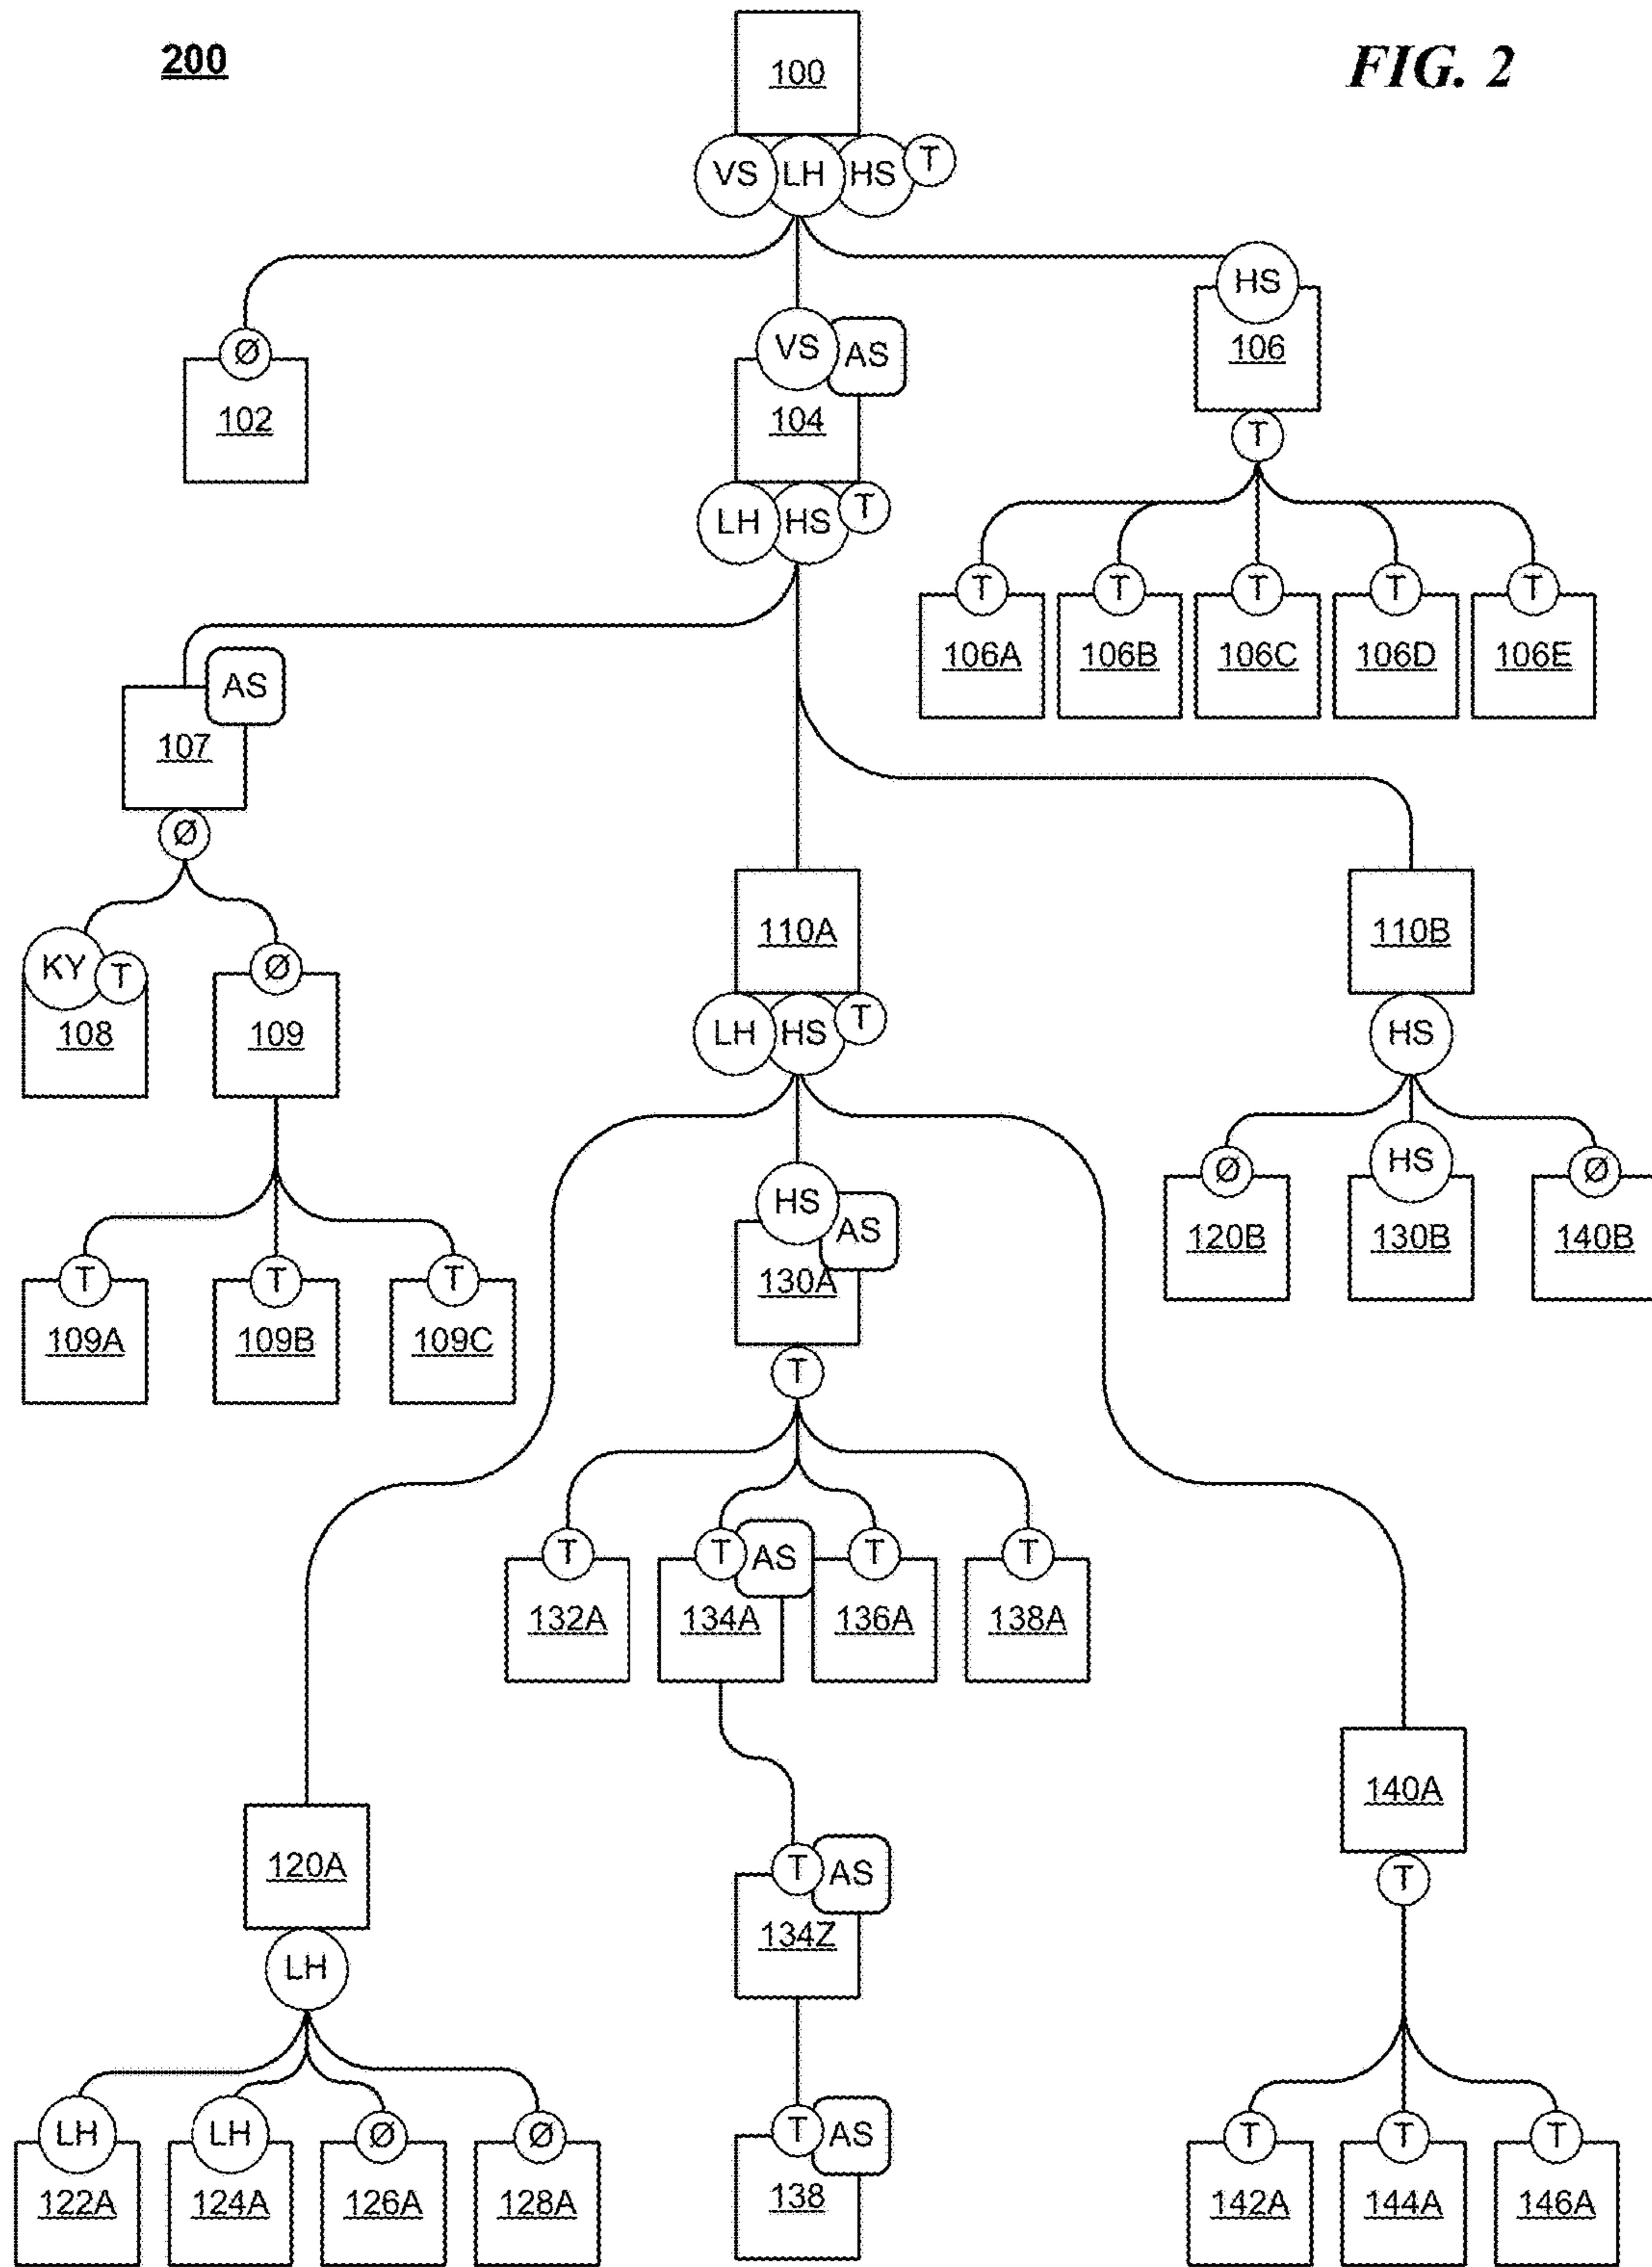 200
FIG. 2
100
VS LH HS T
HS
106
Ø
102
VS AS
104
T
LH HS T
T T T T T
106A 106B 106C 106D 106E
AS
107
Ø
110A
110B
KY T
108
Ø
109
LH HS T
HS
Ø HS Ø
120B 130B 140B
HS AS
130A
T T T
109A 109B 109C
T
T T AS T T
132A 134A 136A 138A
140A
T
120A
LH
T AS
134Z
LH LH Ø Ø
122A 124A 126A 128A
T AS
138
T T T
142A 144A 146A